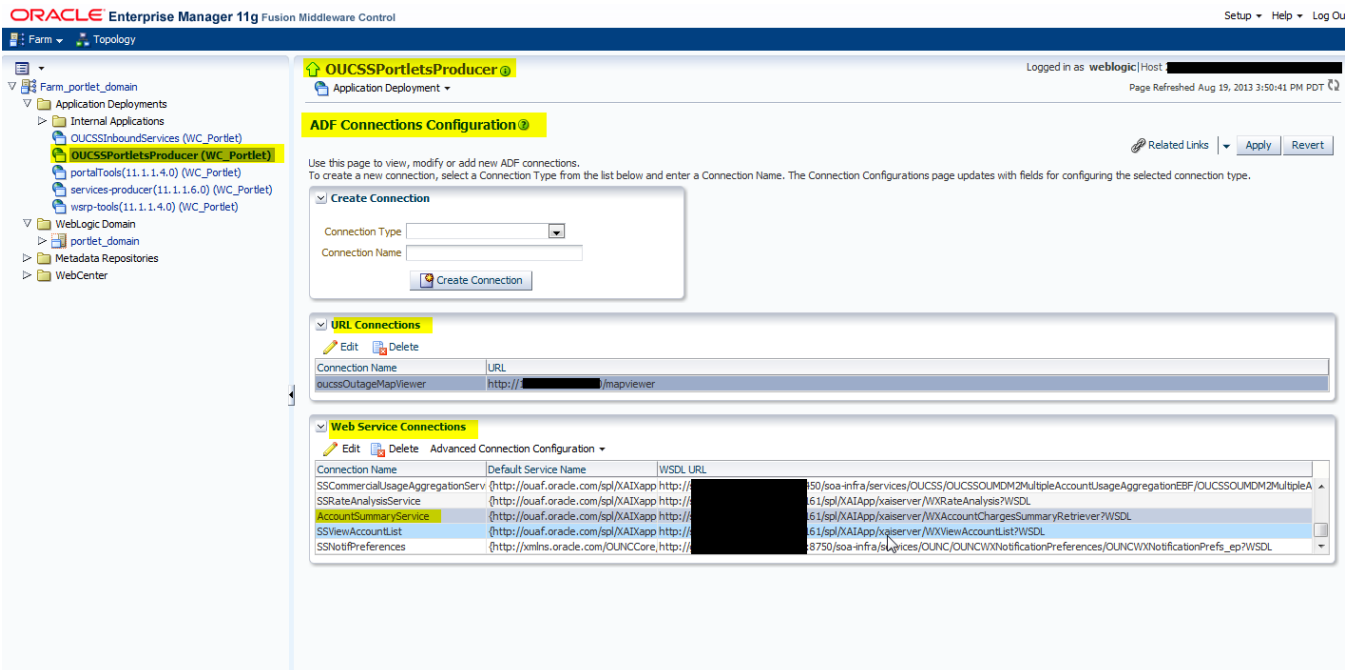 ORACLE Enterprise Manager 11g Fusion Middleware Control
Setup Help Log Ou
Farm Topology
Farm_portlet_domain
Application Deployments
Internal Applications
OUCSSInboundServices (WC_Portlet)
OUCSSPortletsProducer (WC_Portlet)
portalTools(11.1.1.4.0) (WC_Portlet)
services-producer(11.1.1.6.0) (WC_Portlet)
wsrp-tools(11.1.1.4.0) (WC_Portlet)
WebLogic Domain
portlet_domain
Metadata Repositories
WebCenter
OUCSSPortletsProducer
Logged in as weblogic|Host
Application Deployment
Page Refreshed Aug 19, 2013 3:50:41 PM PDT
ADF Connections Configuration
Related Links Apply Revert
Use this page to view, modify or add new ADF connections.
To create a new connection, select a Connection Type from the list below and enter a Connection Name. The Connection Configurations page updates with fields for configuring the selected connection type.
Create Connection
Connection Type
Connection Name
Create Connection
URL Connections
Edit Delete
Connection Name URL
oucssOutageMapViewer http:// /mapviewer
Web Service Connections
Edit Delete Advanced Connection Configuration
Connection Name Default Service Name WSDL URL
SSCommercialUsageAggregationServ {http://ouaf.oracle.com/spl/XAIXapp http:// 450/soa-infra/services/OUCSS/OUCSSOUMDM2MultipleAccountUsageAggregationEBF/OUCSSOUMDM2MultipleA
SSRateAnalysisService {http://ouaf.oracle.com/spl/XAIXapp http:// 161/spl/XAIApp/xaiserver/WXRateAnalysis?WSDL
AccountSummaryService {http://ouaf.oracle.com/spl/XAIXapp http:// 161/spl/XAIApp/xaiserver/WXAccountChargesSummaryRetriever?WSDL
SSViewAccountList {http://ouaf.oracle.com/spl/XAIXapp http:// 161/spl/XAIApp/xaiserver/WXViewAccountList?WSDL
SSNotifPreferences {http://xmlns.oracle.com/OUNCCore, http:// :8750/soa-infra/services/OUNC/OUNCWXNotificationPreferences/OUNCWXNotificationPrefs_ep?WSDL